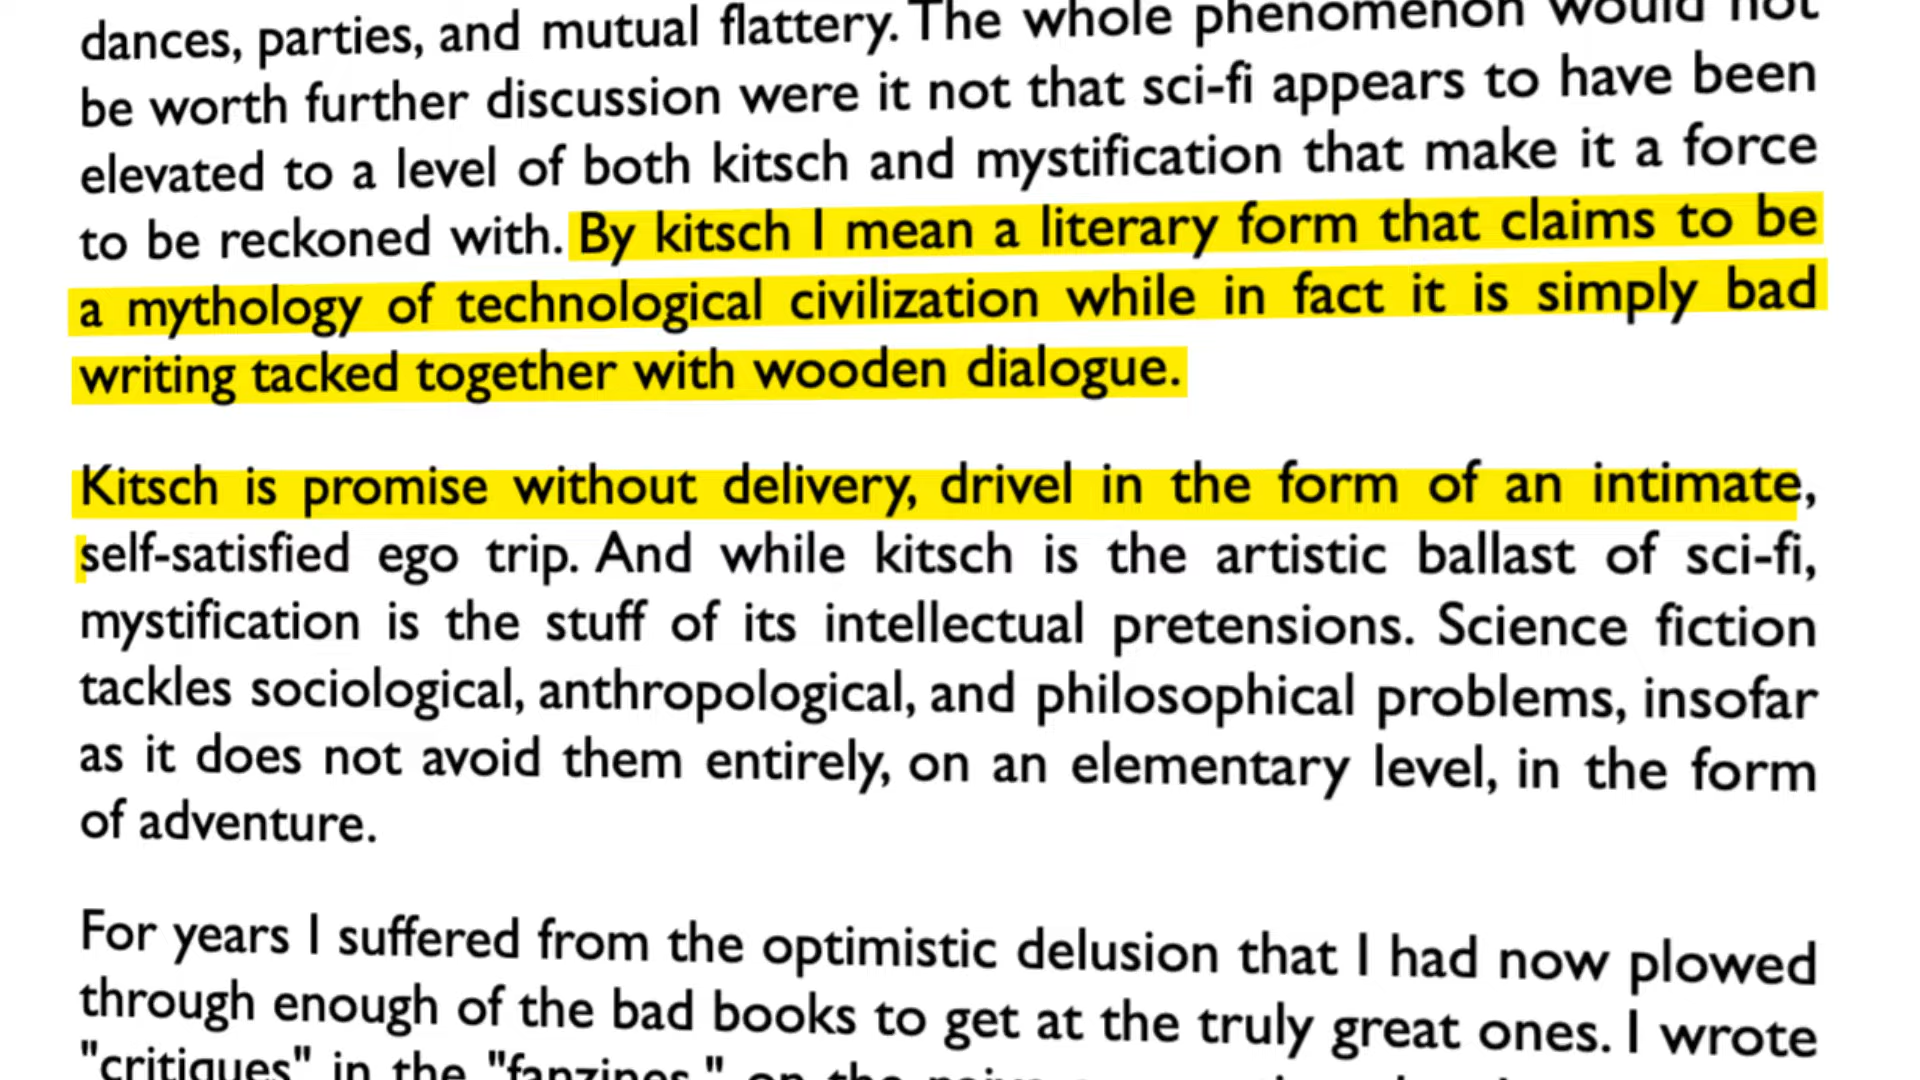 dances, parties, and mutual flattery. The whole phenomenon would not
be worth further discussion were it not that sci-fi appears to have been
elevated to a level of both kitsch and mystification that make it a force
to be reckoned with. By kitsch I mean a literary form that claims to be
a mythology of technological civilization while in fact it is simply bad
writing tacked together with wooden dialogue.
Kitsch is promise without delivery, drivel in the form of an intimate,
self-satisfied ego trip. And while kitsch is the artistic ballast of sci-fi,
mystification is the stuff of its intellectual pretensions. Science fiction
tackles sociological, anthropological, and philosophical problems, insofar
as it does not avoid them entirely, on an elementary level, in the form
of adventure.
For years I suffered from the optimistic delusion that I had now plowed
through enough of the bad books to get at the truly great ones. I wrote
"critiques" in the "fanzines," on the